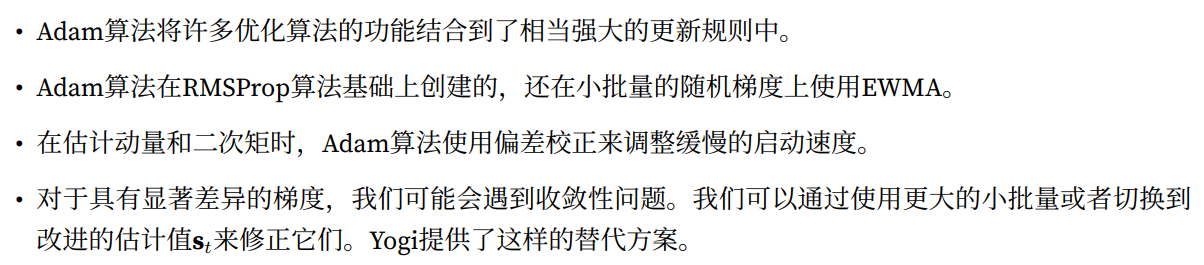 • Adam算法将许多优化算法的功能结合到了相当强大的更新规则中。
• Adam算法在RMSProp算法基础上创建的，还在小批量的随机梯度上使用EWMA。
• 在估计动量和二次矩时，Adam算法使用偏差校正来调整缓慢的启动速度。
• 对于具有显著差异的梯度，我们可能会遇到收敛性问题。我们可以通过使用更大的小批量或者切换到
改进的估计值sₜ来修正它们。Yogi提供了这样的替代方案。